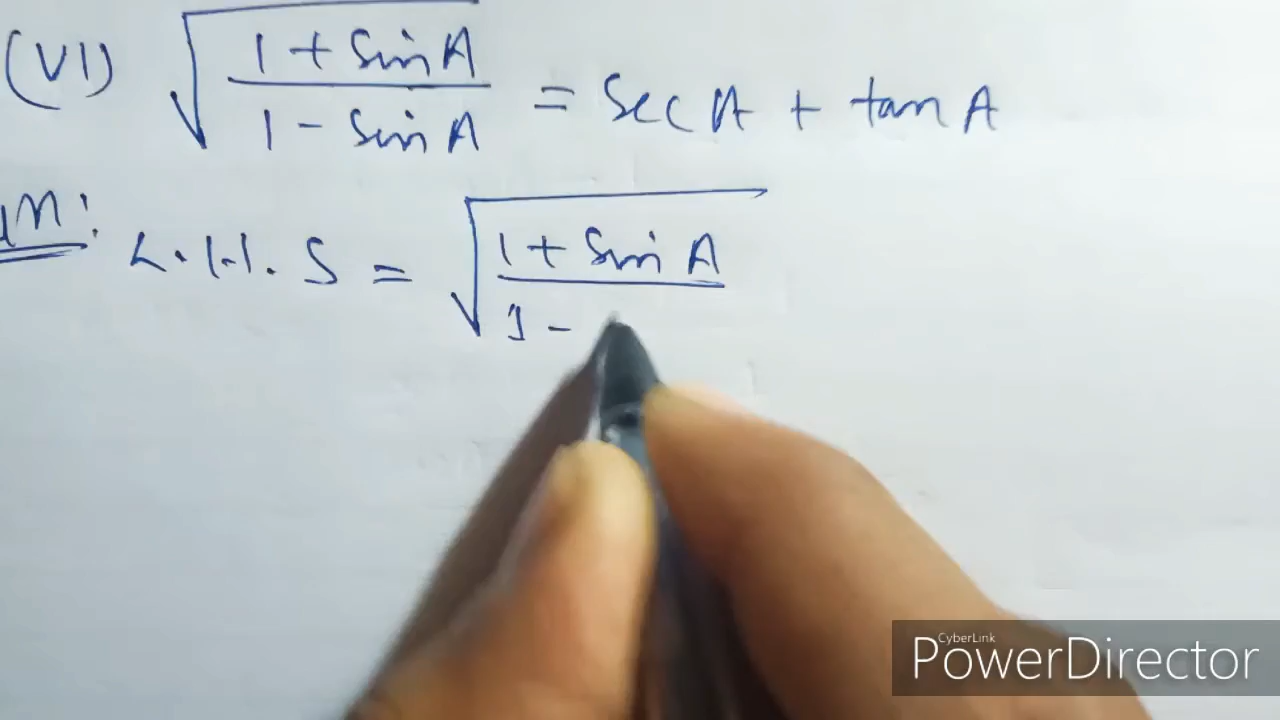 (VI) √(1 + sin A / 1 - sin A) = sec A + tan A
L.H.S = √(1 + sin A / 1 -
CyberLink
PowerDirector